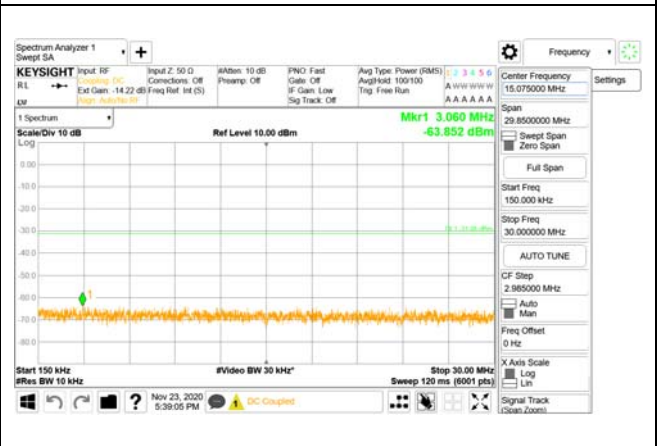 Spectrum Analyzer 1
Swept SA
+
Frequency
KEYSIGHT
RL
Input: RF
Coupling: DC
Ext Gain: -14.22 dB
Align: Auto/No RF
Input Z: 50 Ω
Corrections: Off
Freq Ref: Int (S)
#Atten: 10 dB
Preamp: Off
PNO: Fast
Gate: Off
IF Gain: Low
Sig Track: Off
Avg Type: Power (RMS)
Avg|Hold: 100/100
Trig: Free Run
1 2 3 4 5 6
A W W W W W
A A A A A A
1 Spectrum
Scale/Div 10 dB
Log
Ref Level 10.00 dBm
Mkr1 3.060 MHz
-63.852 dBm
0.00
-10.0
-20.0
-30.0
-40.0
-50.0
-60.0
-70.0
-80.0
1
Start 150 kHz
#Res BW 10 kHz
#Video BW 30 kHz*
Stop 30.00 MHz
Sweep 120 ms (6001 pts)
Nov 23, 2020
5:39:05 PM
DC Coupled
Center Frequency
15.075000 MHz
Settings
Span
29.8500000 MHz
Swept Span
Zero Span
Full Span
Start Freq
150.000 kHz
Stop Freq
30.000000 MHz
AUTO TUNE
CF Step
2.985000 MHz
Auto
Man
Freq Offset
0 Hz
X Axis Scale
Log
Lin
Signal Track
(Span Zoom)